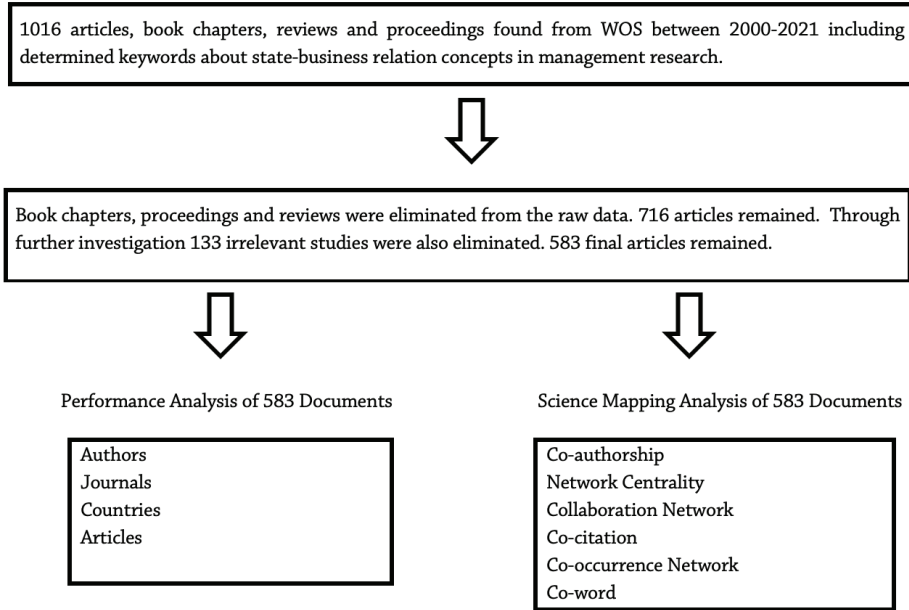 1016 articles, book chapters, reviews and proceedings found from WOS between 2000-2021 including
determined keywords about state-business relation concepts in management research.
Book chapters, proceedings and reviews were eliminated from the raw data. 716 articles remained. Through
further investigation 133 irrelevant studies were also eliminated. 583 final articles remained.
Performance Analysis of 583 Documents
Authors
Journals
Countries
Articles
Science Mapping Analysis of 583 Documents
Co-authorship
Network Centrality
Collaboration Network
Co-citation
Co-occurrence Network
Co-word